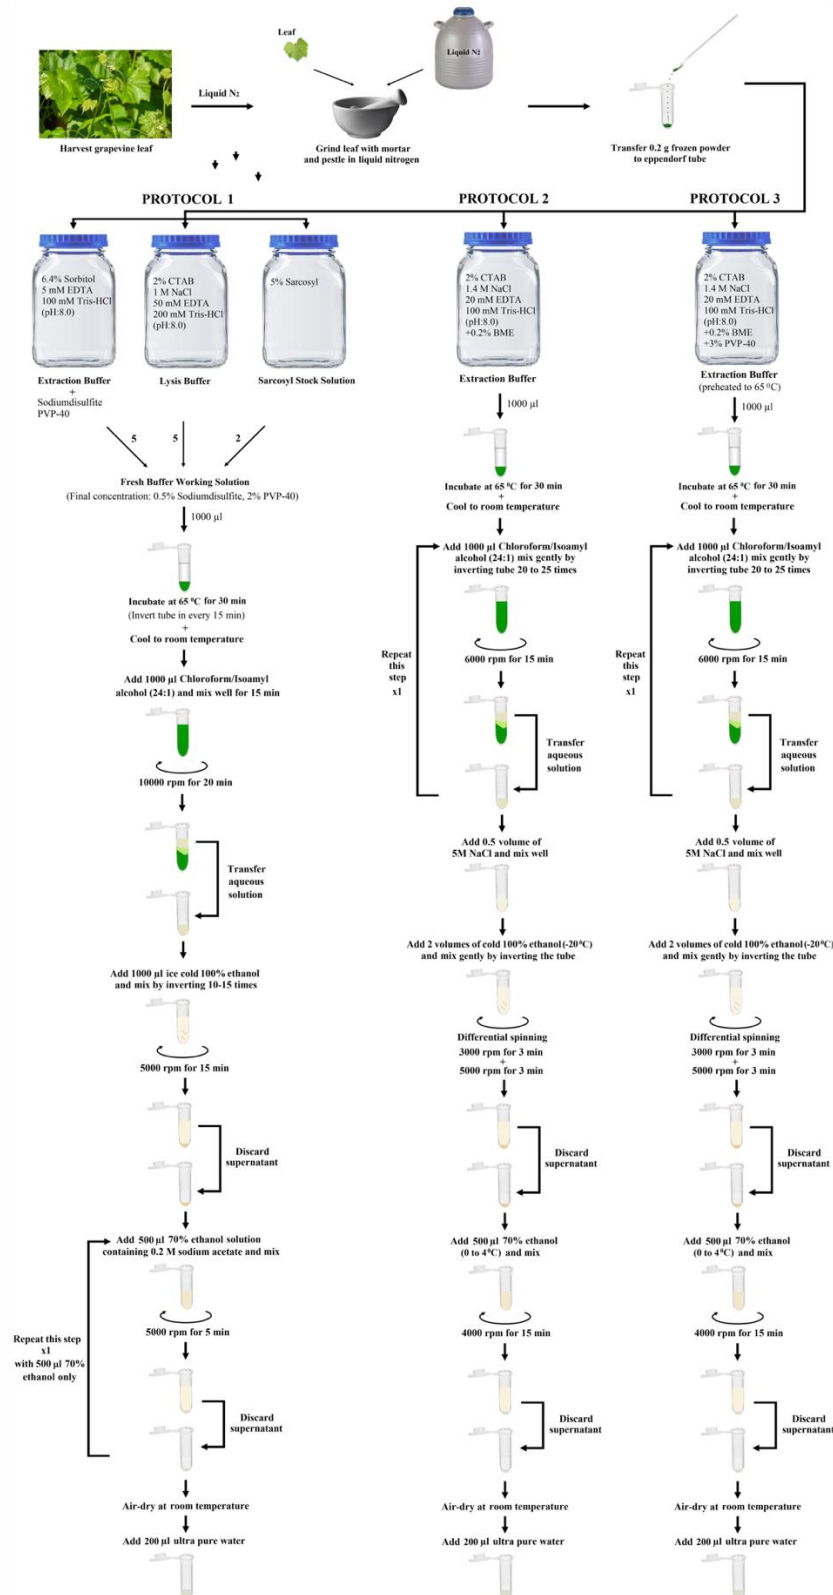 Leaf
Liquid N₂
Liquid N₂
Harvest grapevine leaf
Grind leaf with mortar
and pestle in liquid nitrogen
Transfer 0.2 g frozen powder
to eppendorf tube
PROTOCOL 1
PROTOCOL 2
PROTOCOL 3
6.4% Sorbitol
5 mM EDTA
100 mM Tris-HCl
(pH:8.0)
2% CTAB
1 M NaCl
50 mM EDTA
200 mM Tris-HCl
(pH:8.0)
5% Sarcosyl
2% CTAB
1.4 M NaCl
20 mM EDTA
100 mM Tris-HCl
(pH:8.0)
+0.2% BME
2% CTAB
1.4 M NaCl
20 mM EDTA
100 mM Tris-HCl
(pH:8.0)
+0.2% BME
+3% PVP-40
Extraction Buffer
+
Sodiumdisulfite
PVP-40
Lysis Buffer
Sarcosyl Stock Solution
5
5
2
Fresh Buffer Working Solution
(Final concentration: 0.5% Sodiumdisulfite, 2% PVP-40)
1000 µl
Incubate at 65 ⁰C for 30 min
(Invert tube in every 15 min)
+
Cool to room temperature
Add 1000 µl Chloroform/Isoamyl
alcohol (24:1) and mix well for 15 min
10000 rpm for 20 min
Transfer
aqueous
solution
Add 1000 µl ice cold 100% ethanol
and mix by inverting 10-15 times
5000 rpm for 15 min
Discard
supernatant
Add 500 µl 70% ethanol solution
containing 0.2 M sodium acetate and mix
5000 rpm for 5 min
Repeat this step
x1
with 500 µl 70%
ethanol only
Discard
supernatant
Air-dry at room temperature
Add 200 µl ultra pure water
Extraction Buffer
1000 µl
Incubate at 65 ⁰C for 30 min
+
Cool to room temperature
Add 1000 µl Chloroform/Isoamyl
alcohol (24:1) mix gently by
inverting tube 20 to 25 times
Repeat
this
step
x1
6000 rpm for 15 min
Transfer
aqueous
solution
Add 0.5 volume of
5M NaCl and mix well
Add 2 volumes of cold 100% ethanol (-20⁰C)
and mix gently by inverting the tube
Differential spinning
3000 rpm for 3 min
+
5000 rpm for 3 min
Discard
supernatant
Add 500 µl 70% ethanol
(0 to 4⁰C) and mix
4000 rpm for 15 min
Discard
supernatant
Air-dry at room temperature
Add 200 µl ultra pure water
Extraction Buffer
(preheated to 65 ⁰C)
1000 µl
Incubate at 65 ⁰C for 30 min
+
Cool to room temperature
Add 1000 µl Chloroform/Isoamyl
alcohol (24:1) mix gently by
inverting tube 20 to 25 times
Repeat
this
step
x1
6000 rpm for 15 min
Transfer
aqueous
solution
Add 0.5 volume of
5M NaCl and mix well
Add 2 volumes of cold 100% ethanol (-20⁰C)
and mix gently by inverting the tube
Differential spinning
3000 rpm for 3 min
+
5000 rpm for 3 min
Discard
supernatant
Add 500 µl 70% ethanol
(0 to 4⁰C) and mix
4000 rpm for 15 min
Discard
supernatant
Air-dry at room temperature
Add 200 µl ultra pure water